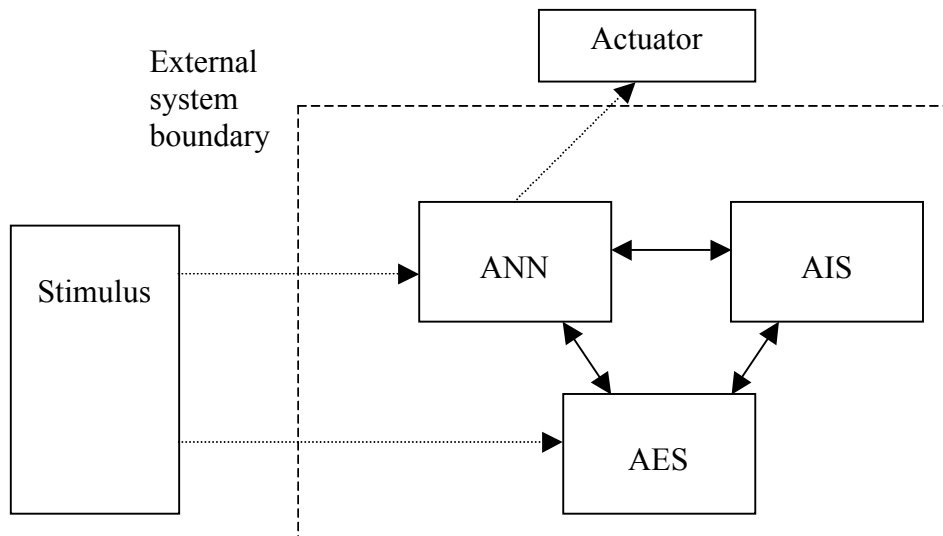 Actuator
External
system
boundary
ANN
AIS
Stimulus
AES